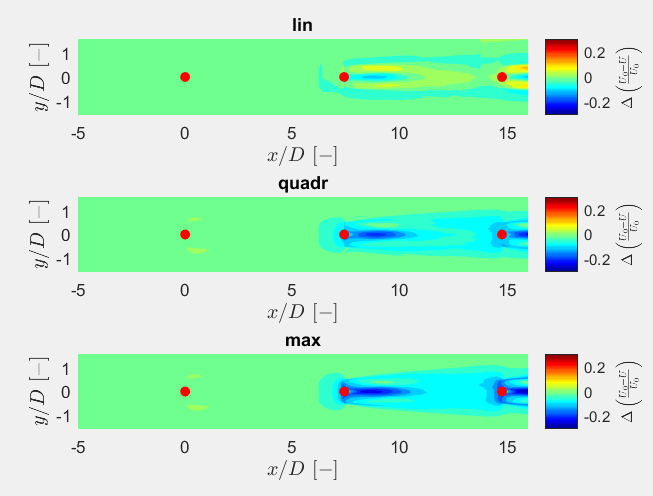 lin
1
0
-1
y/D [−]
-5 0 5 10 15
x/D [−]
0.2
0
-0.2
Δ (U₀−U/U₀)
quadr
1
0
-1
y/D [−]
-5 0 5 10 15
x/D [−]
0.2
0
-0.2
Δ (U₀−U/U₀)
max
1
0
-1
y/D [−]
-5 0 5 10 15
x/D [−]
0.2
0
-0.2
Δ (U₀−U/U₀)